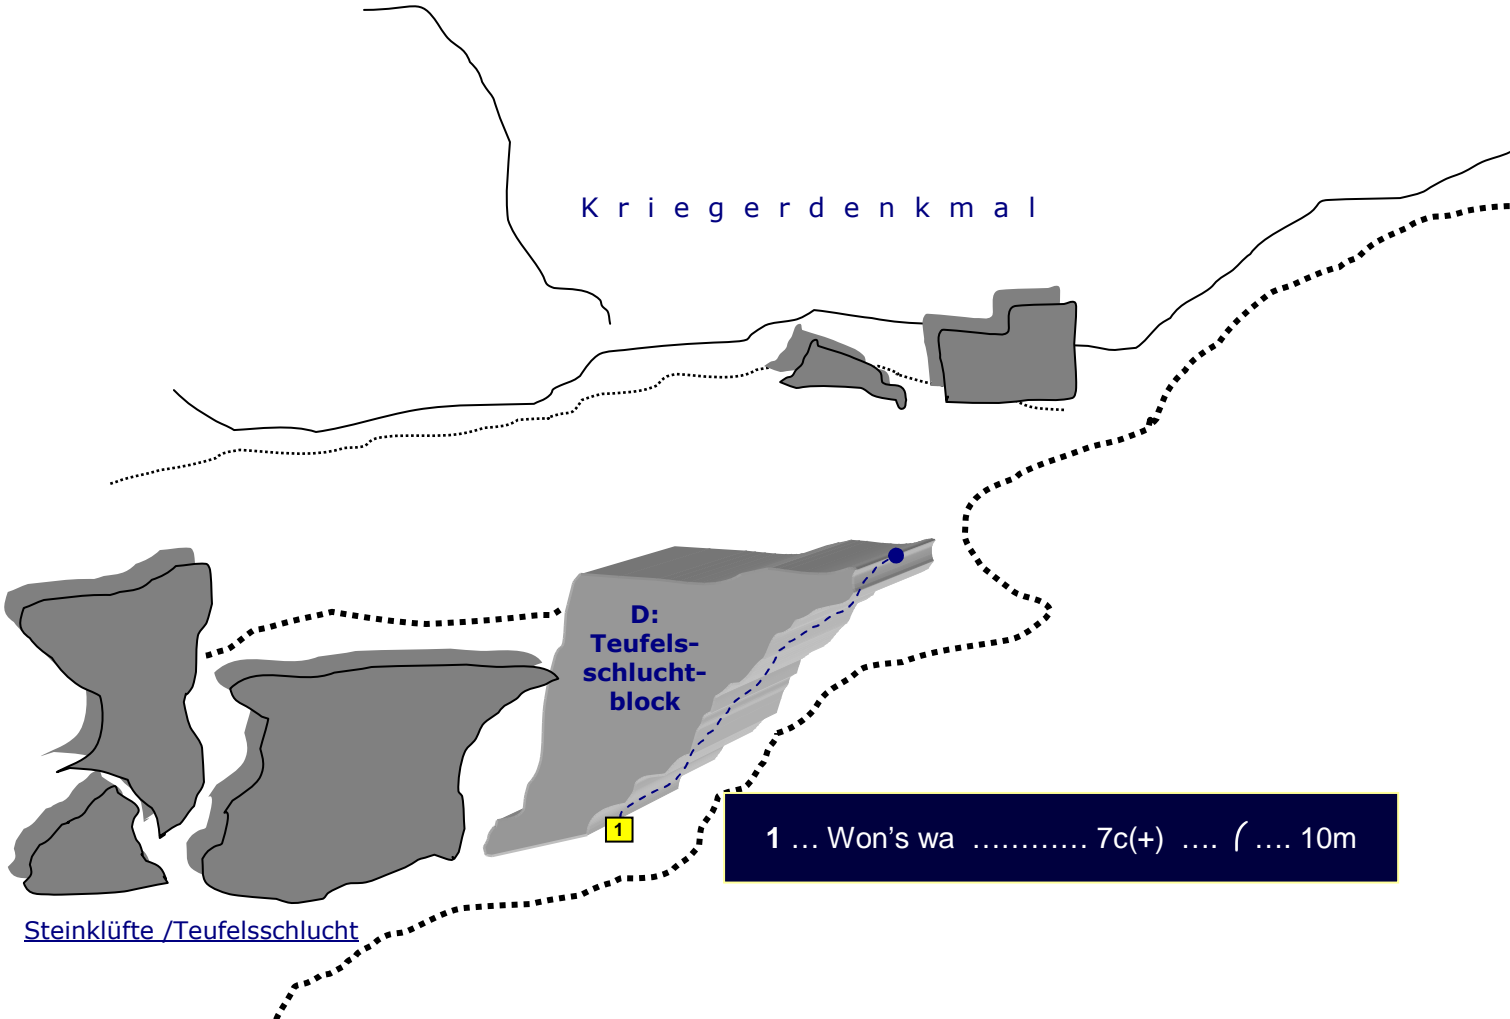 K r i e g e r d e n k m a l
D:
Teufels-
schlucht-
block
1
1 ... Won's wa ............ 7c(+) .... ( .... 10m
Steinklüfte /Teufelsschlucht